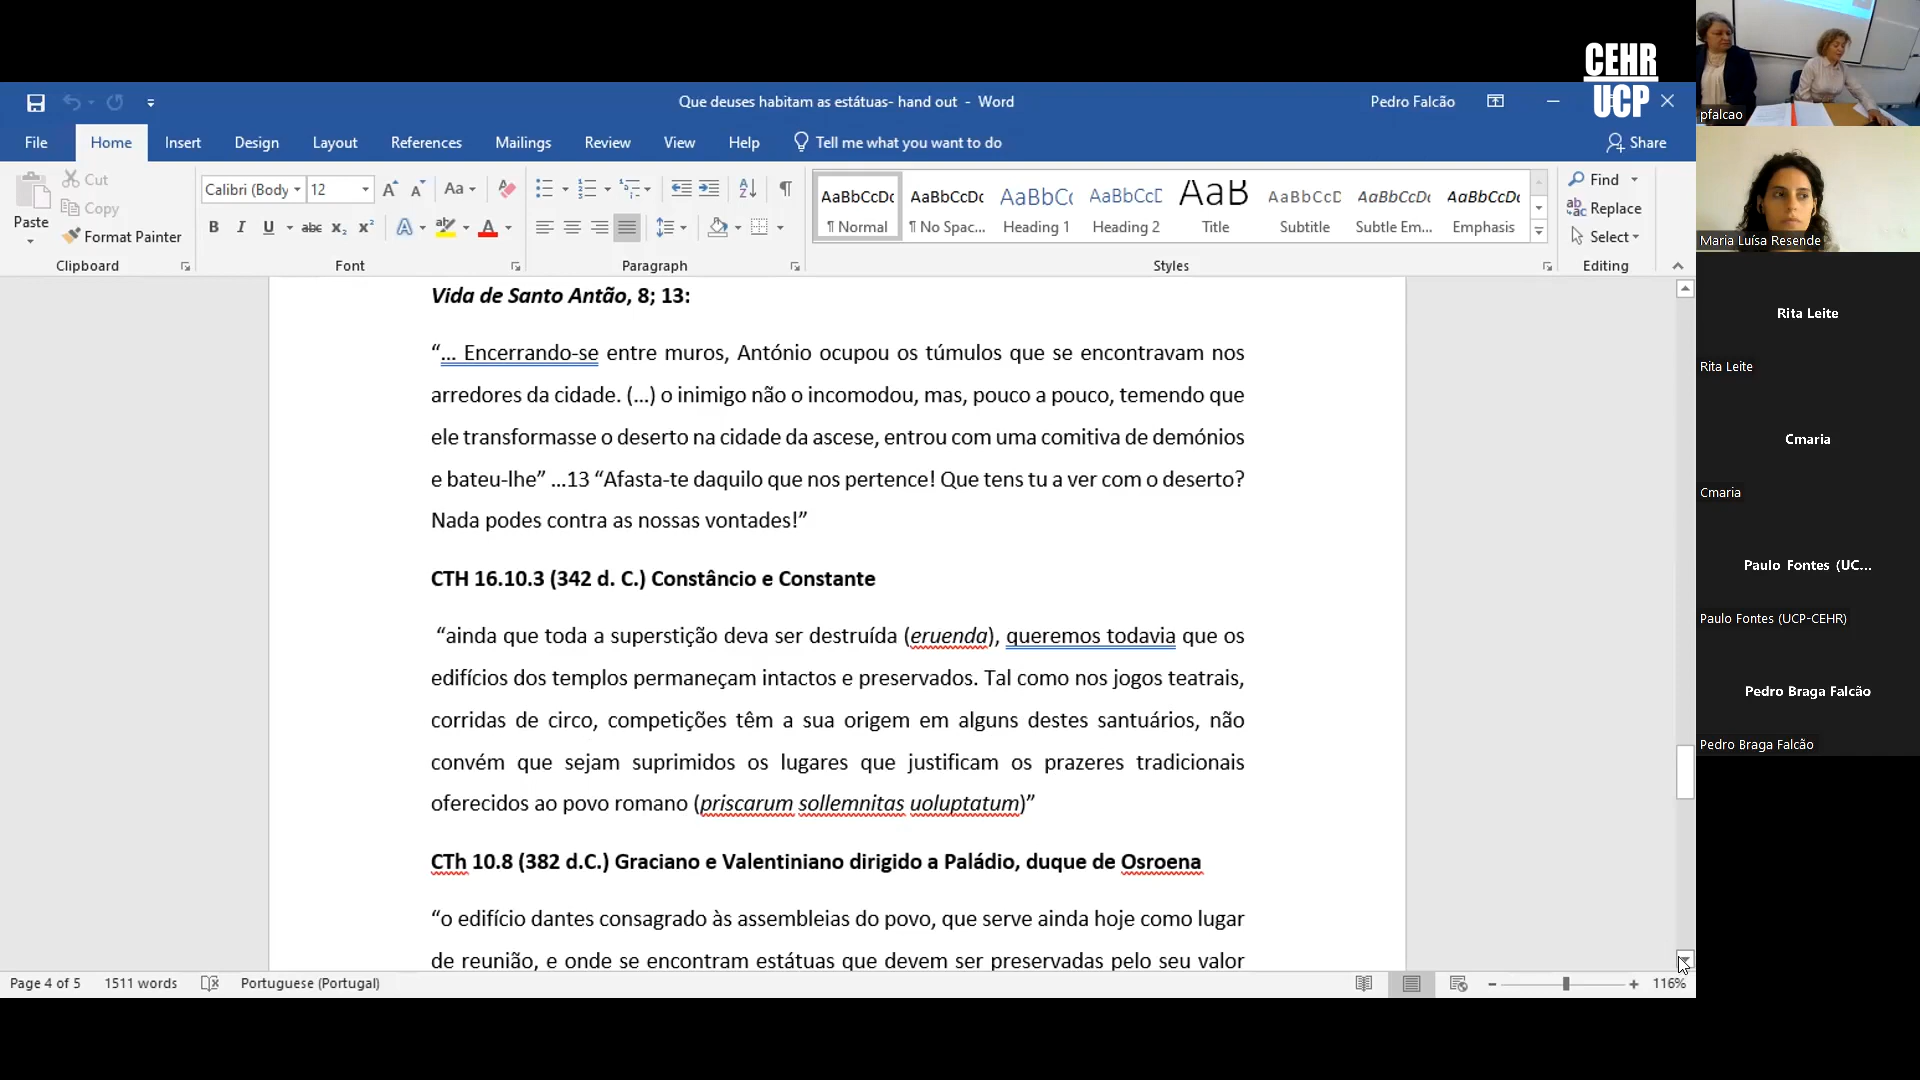 CEHR
UCP
Que deuses habitam as estátuas- hand out - Word
Pedro Falcão
File Home Insert Design Layout References Mailings Review View Help Tell me what you want to do Share
Paste
Cut
Copy
Format Painter
Clipboard
Calibri (Body 12
Aa
B I U abc x₂ x²
Font
Paragraph
AaBbCcDc AaBbCcDc AaBbCc AaBbCcD AaB AaBbCcD AaBbCcDc AaBbCcDc
¶ Normal ¶ No Spac... Heading 1 Heading 2 Title Subtitle Subtle Em... Emphasis
Styles
Find
Replace
Select
Editing
Vida de Santo Antão, 8; 13:
“... Encerrando-se entre muros, António ocupou os túmulos que se encontravam nos
arredores da cidade. (...) o inimigo não o incomodou, mas, pouco a pouco, temendo que
ele transformasse o deserto na cidade da ascese, entrou com uma comitiva de demónios
e bateu-lhe” ...13 “Afasta-te daquilo que nos pertence! Que tens tu a ver com o deserto?
Nada podes contra as nossas vontades!”
CTH 16.10.3 (342 d. C.) Constâncio e Constante
“ainda que toda a superstição deva ser destruída (eruenda), queremos todavia que os
edifícios dos templos permaneçam intactos e preservados. Tal como nos jogos teatrais,
corridas de circo, competições têm a sua origem em alguns destes santuários, não
convém que sejam suprimidos os lugares que justificam os prazeres tradicionais
oferecidos ao povo romano (priscarum sollemnitas uoluptatum)”
CTh 10.8 (382 d.C.) Graciano e Valentiniano dirigido a Paládio, duque de Osroena
“o edifício dantes consagrado às assembleias do povo, que serve ainda hoje como lugar
de reunião, e onde se encontram estátuas que devem ser preservadas pelo seu valor
Page 4 of 5 1511 words Portuguese (Portugal) 116%
pfalcao
Maria Luísa Resende
Rita Leite
Rita Leite
Cmaria
Cmaria
Paulo Fontes (UC...
Paulo Fontes (UCP-CEHR)
Pedro Braga Falcão
Pedro Braga Falcão